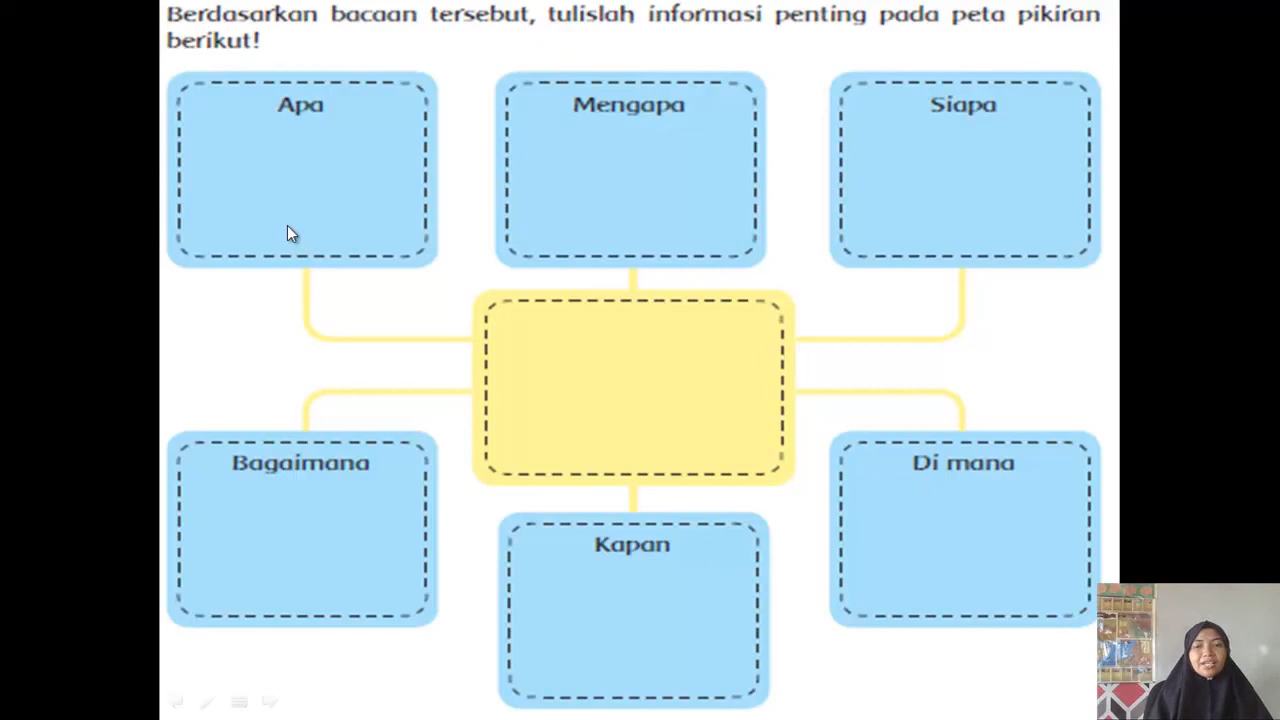 Berdasarkan bacaan tersebut, tulislah informasi penting pada peta pikiran
berikut!
Apa
Mengapa
Siapa
Bagaimana
Di mana
Kapan